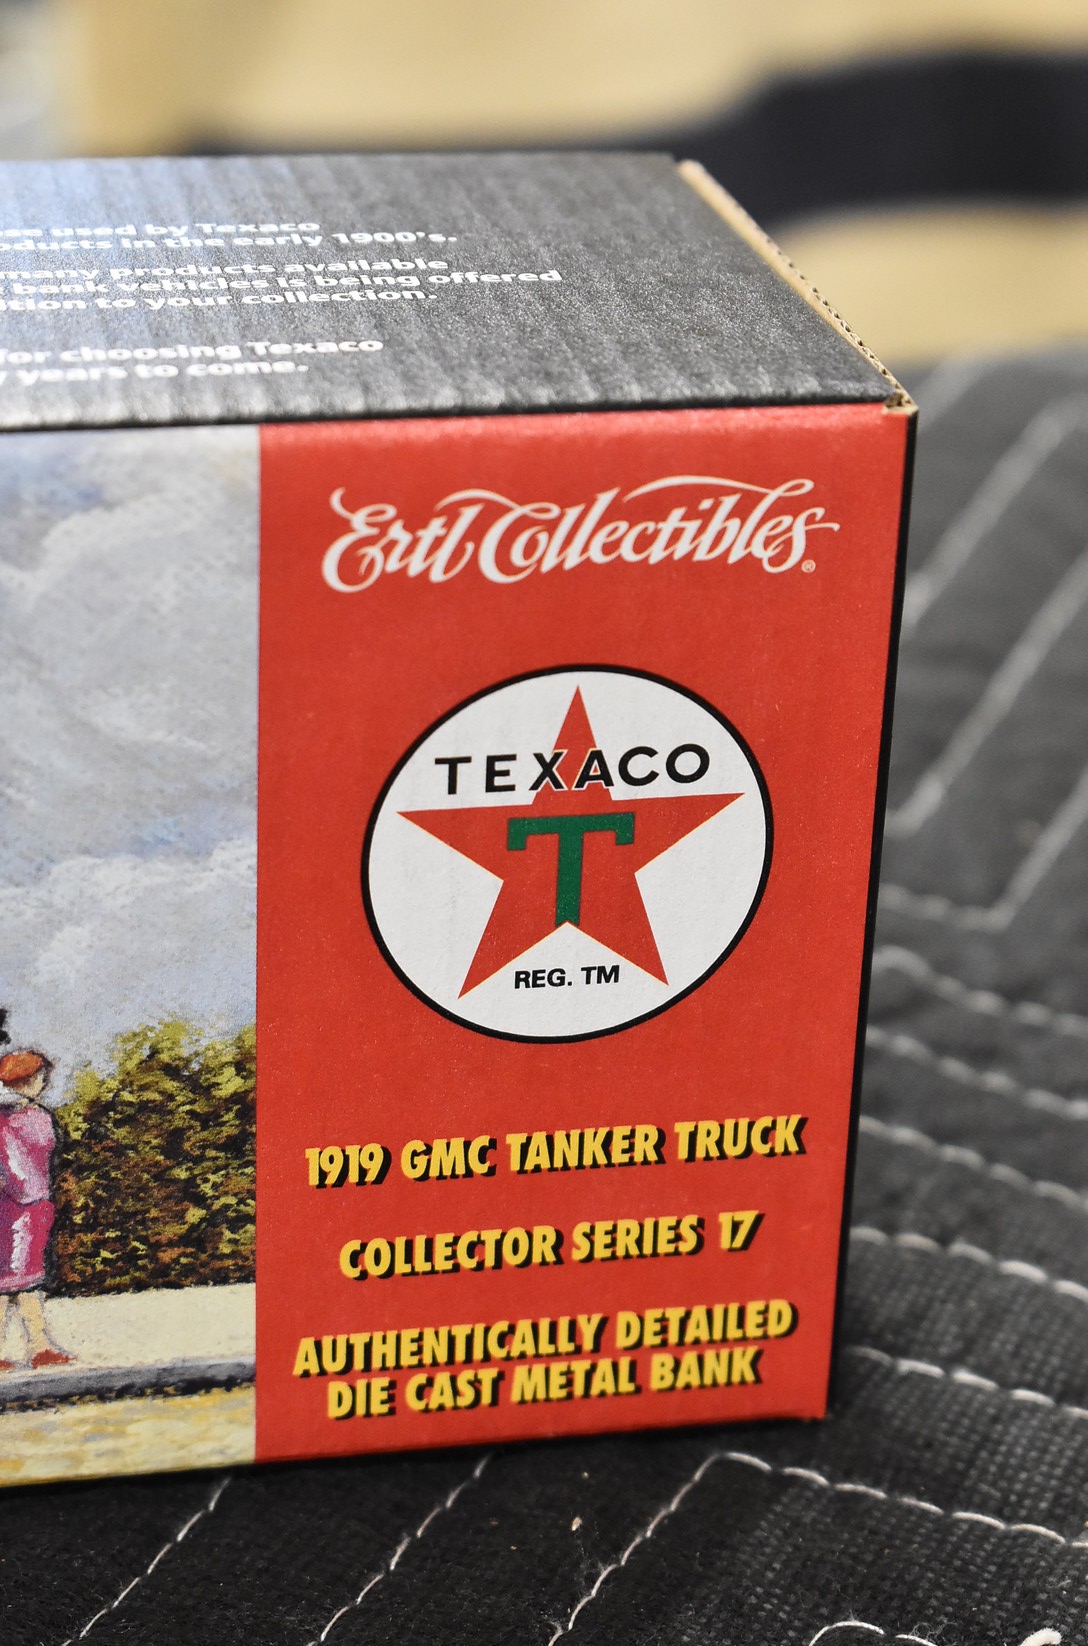 used by Texaco
oducts in the early 1900's.
many products available
bank vehicles is being offered
to your collection.
for choosing Texaco
years to come.
Ertl Collectibles®
TEXACO
T
REG. TM
1919 GMC TANKER TRUCK
COLLECTOR SERIES 17
AUTHENTICALLY DETAILED
DIE CAST METAL BANK